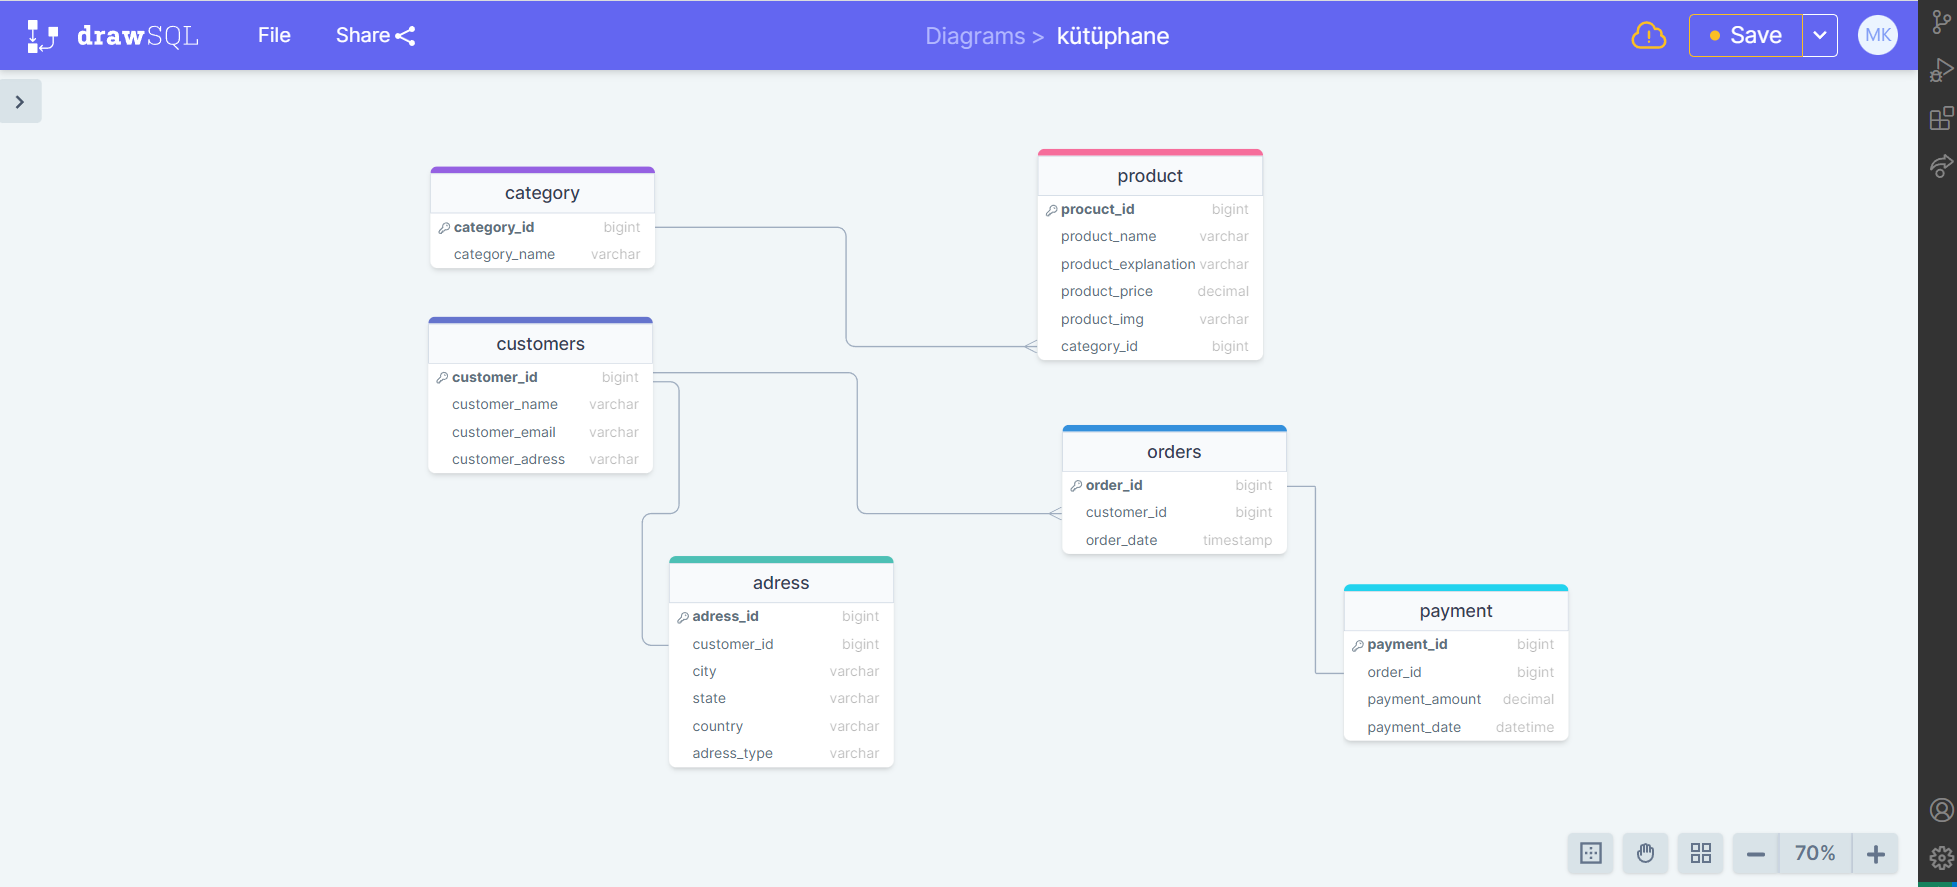 drawSQL File Share Diagrams > kütüphane Save MK
category
category_id bigint
category_name varchar
product
procuct_id bigint
product_name varchar
product_explanation varchar
product_price decimal
product_img varchar
category_id bigint
customers
customer_id bigint
customer_name varchar
customer_email varchar
customer_adress varchar
orders
order_id bigint
customer_id bigint
order_date timestamp
adress
adress_id bigint
customer_id bigint
city varchar
state varchar
country varchar
adress_type varchar
payment
payment_id bigint
order_id bigint
payment_amount decimal
payment_date datetime
70%